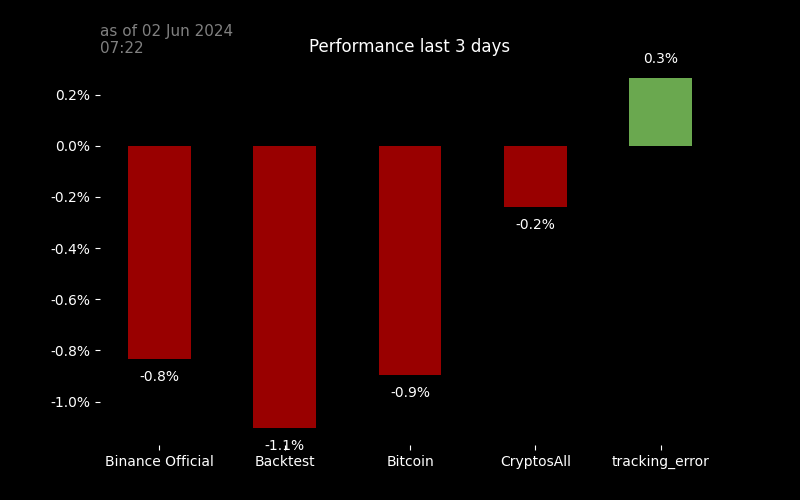 as of 02 Jun 2024
07:22
Performance last 3 days
0.3%
0.2%
0.0%
-0.2%
-0.4%
-0.6%
-0.8%
-1.0%
-0.2%
-0.8%
-0.9%
-1.1%
Binance Official
Backtest
Bitcoin
CryptosAll
tracking_error